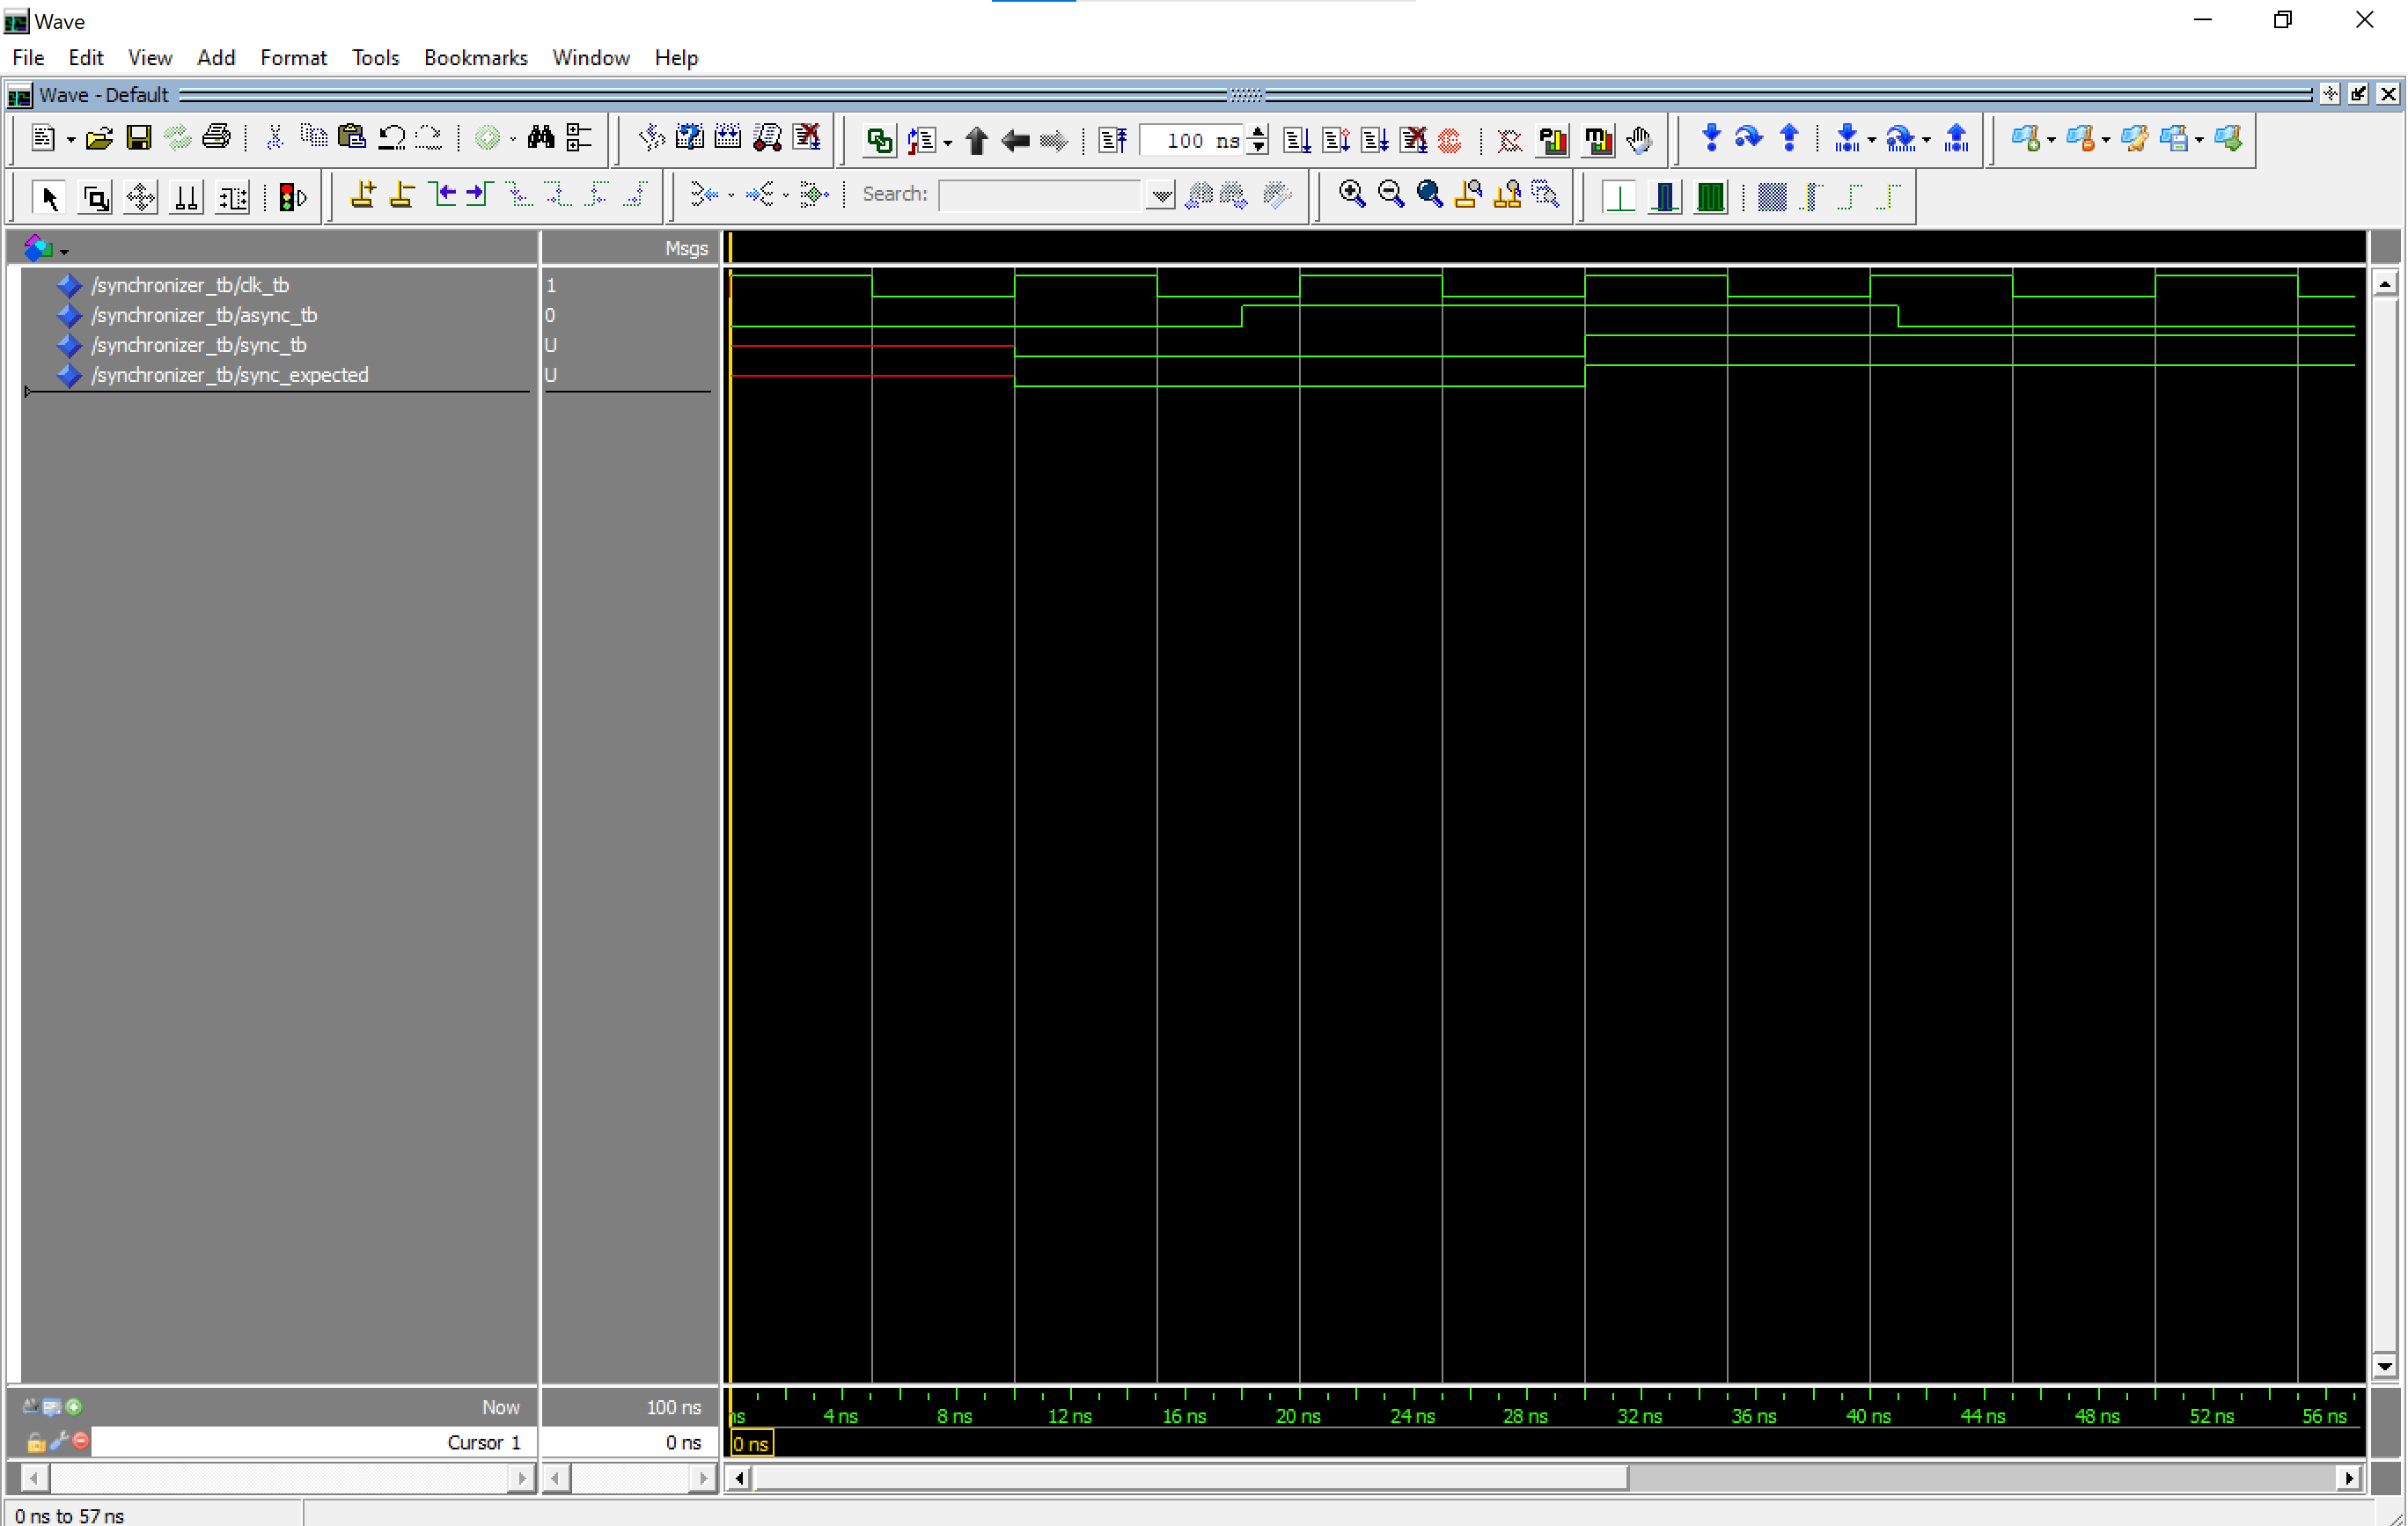 Wave
File Edit View Add Format Tools Bookmarks Window Help
Wave - Default
100 ns
Search:
Msgs
/synchronizer_tb/clk_tb 1
/synchronizer_tb/async_tb 0
/synchronizer_tb/sync_tb U
/synchronizer_tb/sync_expected U
Now 100 ns
ns 4 ns 8 ns 12 ns 16 ns 20 ns 24 ns 28 ns 32 ns 36 ns 40 ns 44 ns 48 ns 52 ns 56 ns
Cursor 1 0 ns 0 ns
0 ns to 57 ns